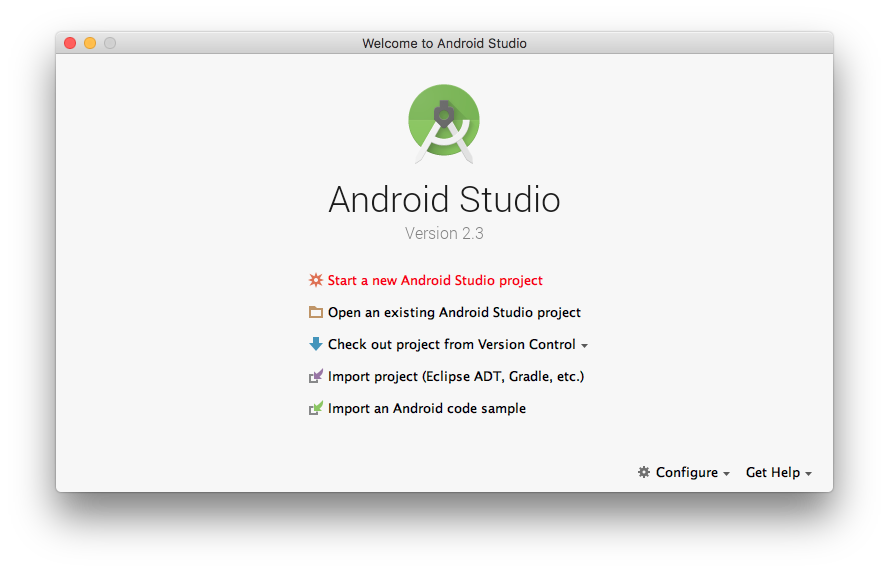 Welcome to Android Studio
Android Studio
Version 2.3
Start a new Android Studio project
Open an existing Android Studio project
Check out project from Version Control
Import project (Eclipse ADT, Gradle, etc.)
Import an Android code sample
Configure Get Help